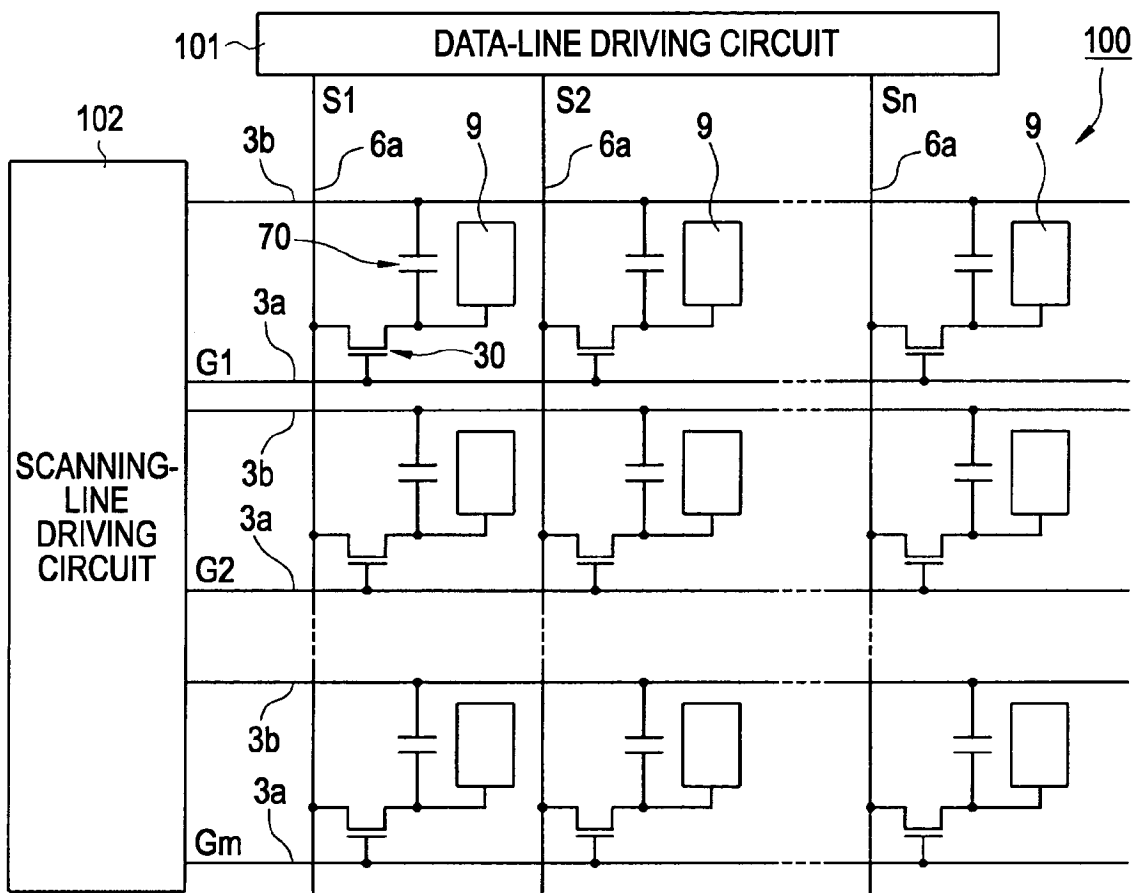 101
DATA-LINE DRIVING CIRCUIT
100
S1
S2
Sn
102
3b
6a
9
6a
9
6a
9
70
3a
30
G1
3b
SCANNING-
LINE
DRIVING
CIRCUIT
3a
G2
3b
3a
Gm